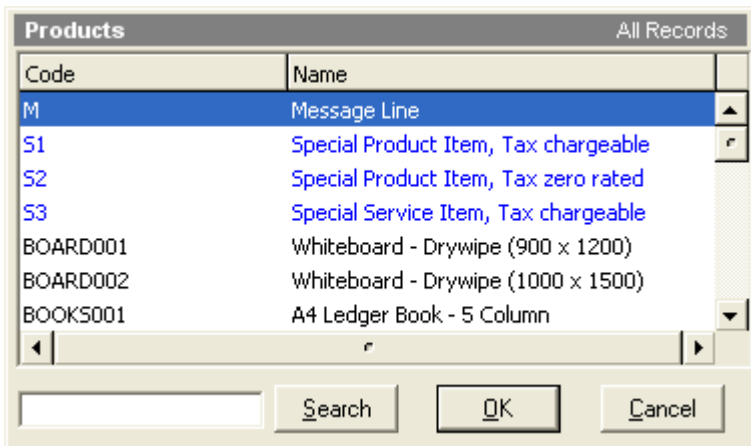 Products All Records
Code Name
M Message Line
S1 Special Product Item, Tax chargeable
S2 Special Product Item, Tax zero rated
S3 Special Service Item, Tax chargeable
BOARD001 Whiteboard - Drywipe (900 x 1200)
BOARD002 Whiteboard - Drywipe (1000 x 1500)
BOOKS001 A4 Ledger Book - 5 Column
Search OK Cancel